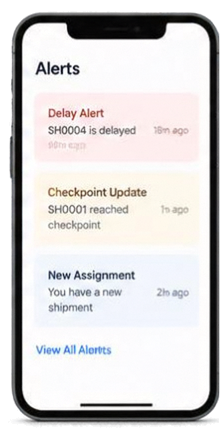 Alerts
Delay Alert
SH0004 is delayed 18m ago
Checkpoint Update
SH0001 reached ago
checkpoint
New Assignment
You have a new 2h ago
shipment
View All Alerts